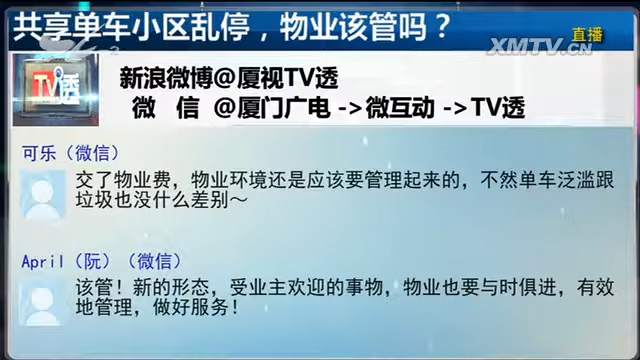 共享单车小区乱停，物业该管吗？
直播
XMTV.CN
TV透
新浪微博@厦视TV透
微 信 @厦门广电 ->微互动 ->TV透
可乐（微信）
交了物业费，物业环境还是应该要管理起来的，不然单车泛滥跟
垃圾也没什么差别～
April（阮）（微信）
该管！新的形态，受业主欢迎的事物，物业也要与时俱进，有效
地管理，做好服务！